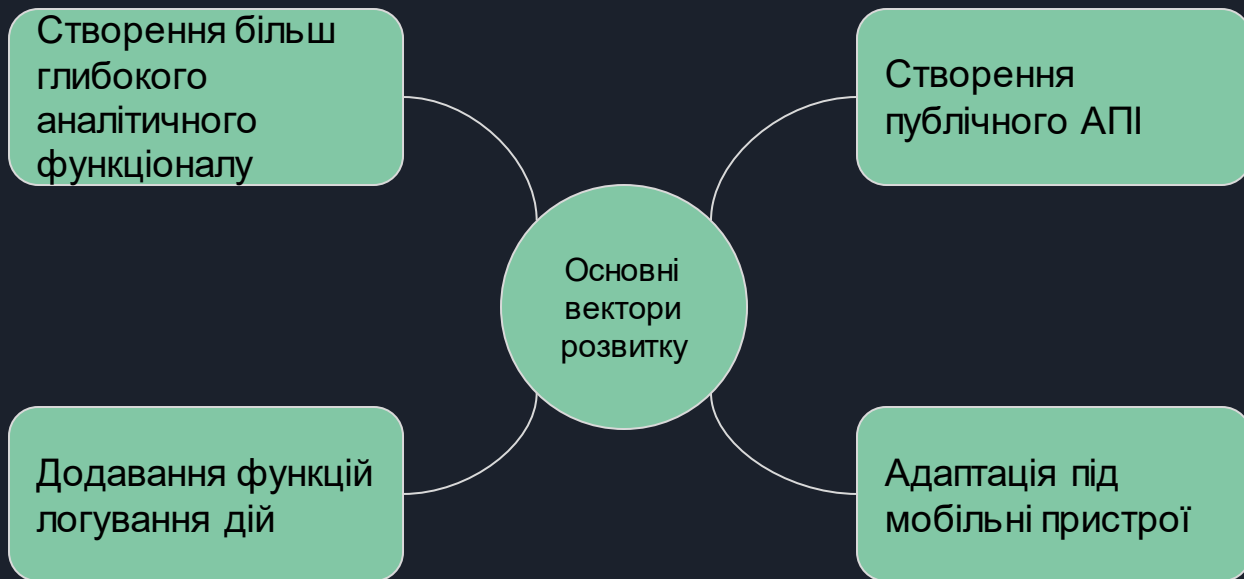 Створення більш
глибокого
аналітичного
функціоналу
Створення
публічного АПІ
Основні
вектори
розвитку
Додавання функцій
логування дій
Адаптація під
мобільні пристрої